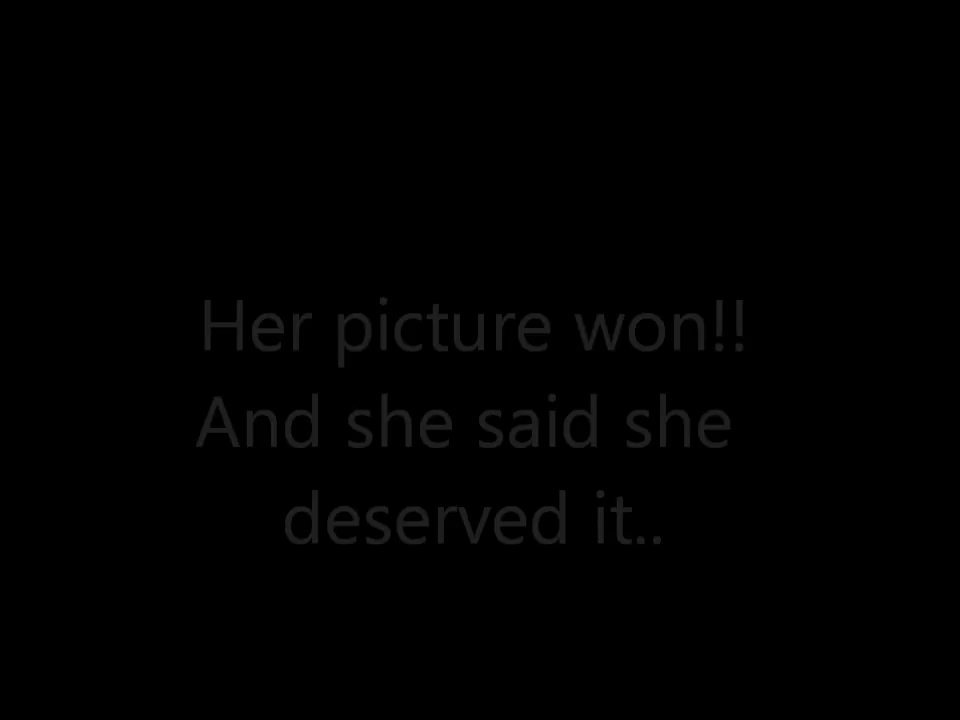 Her picture won!!
And she said she
deserved it..